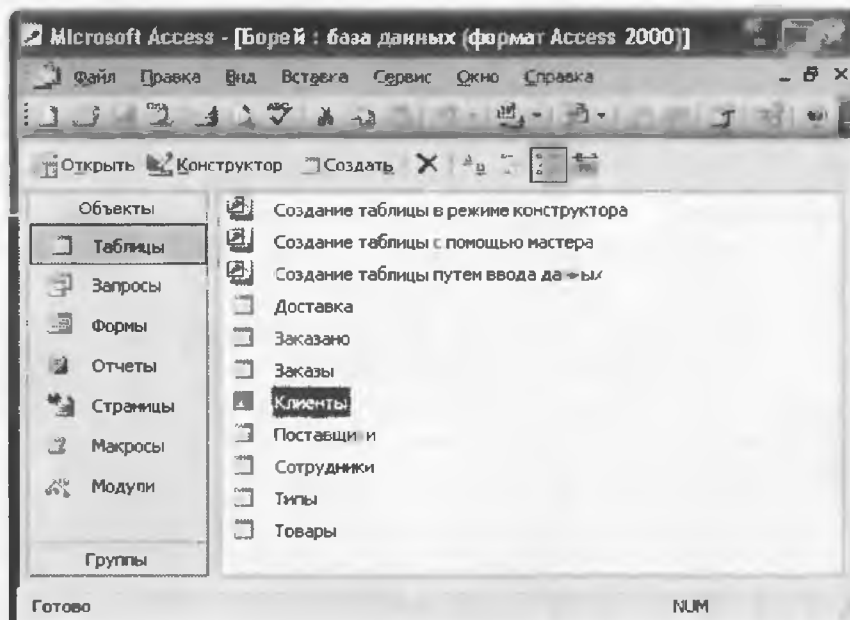 Microsoft Access - [Борей : база данных (формат Access 2000)]
Файл Правка Вид Вставка Сервис Окно Справка
Открыть Конструктор Создать
Объекты
Таблицы
Запросы
Формы
Отчеты
Страницы
Макросы
Модули
Группы
Создание таблицы в режиме конструктора
Создание таблицы с помощью мастера
Создание таблицы путем ввода
Доставка
Заказано
Заказы
Клиенты
Сотрудники
Типы
Товары
Готово NUM